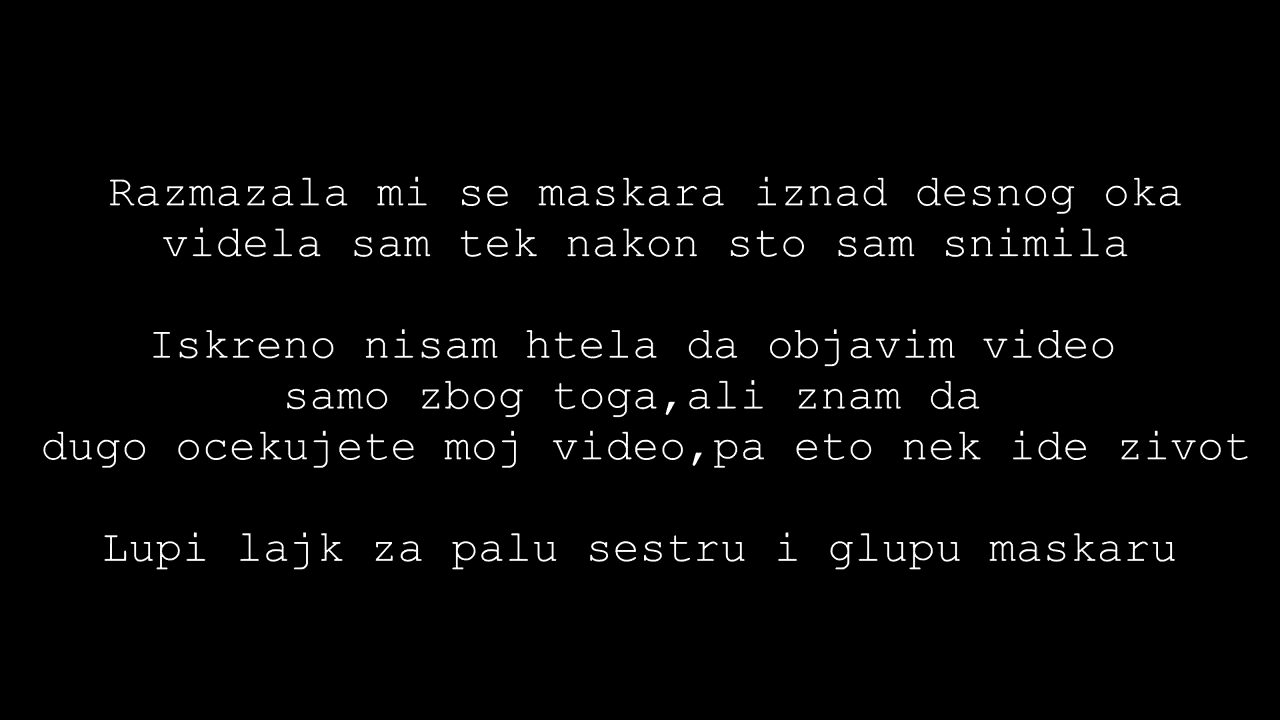 Razmazala mi se maskara iznad desnog oka
videla sam tek nakon sto sam snimila
Iskreno nisam htela da objavim video
samo zbog toga,ali znam da
dugo ocekujete moj video,pa eto nek ide zivot
Lupi lajk za palu sestru i glupu maskaru